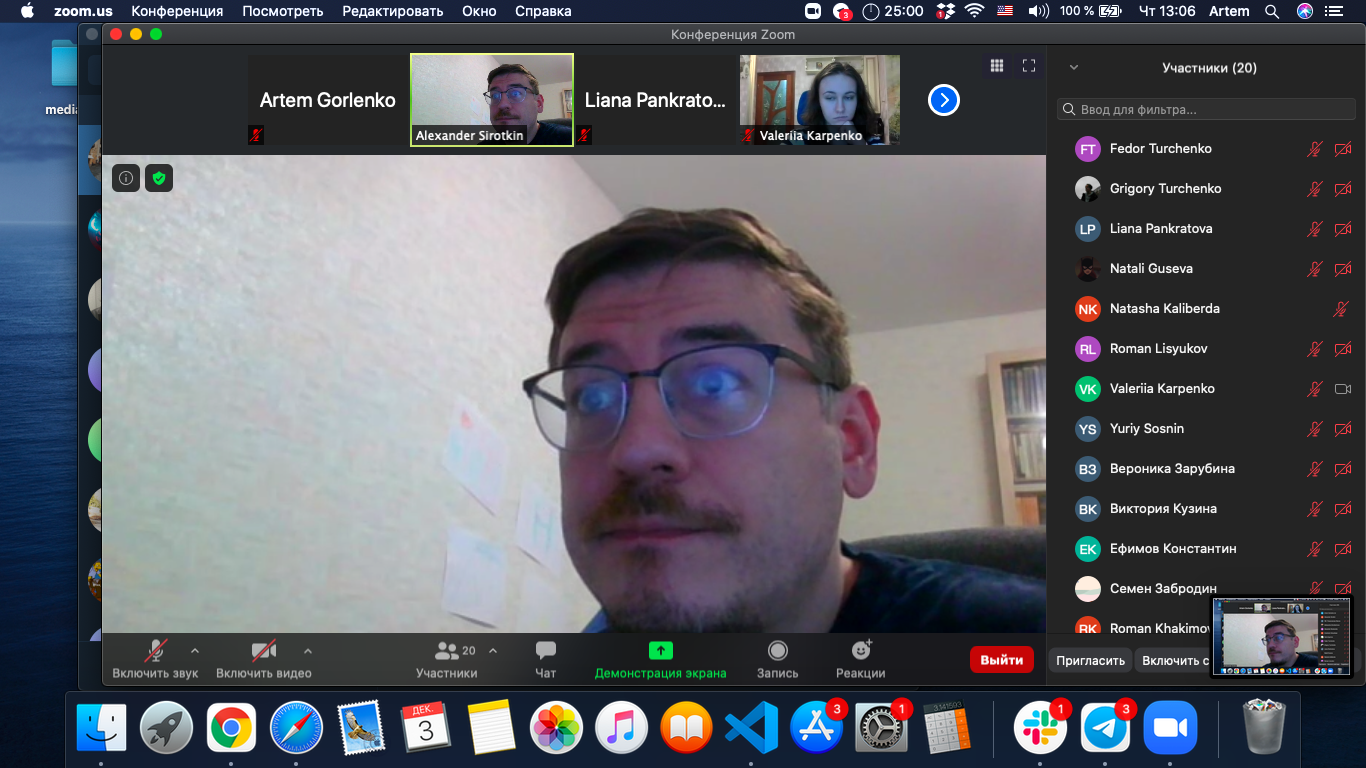 zoom.us Конференция Посмотреть Редактировать Окно Справка 3 25:00 100 % Чт 13:06 Artem
Конференция Zoom
media
Artem Gorlenko
Alexander Sirotkin
Liana Pankrato...
Valeriia Karpenko
Участники (20)
Ввод для фильтра...
FT Fedor Turchenko
Grigory Turchenko
LP Liana Pankratova
Natali Guseva
NK Natasha Kaliberda
RL Roman Lisyukov
VK Valeriia Karpenko
YS Yuriy Sosnin
ВЗ Вероника Зарубина
ВК Виктория Кузина
ЕК Ефимов Константин
Семен Забродин
RK Roman Khakimov
Включить звук
Включить видео
20
Участники
Чат
Демонстрация экрана
Запись
Реакции
Выйти
Пригласить
Включить с
ДЕК.
3
3
1
3.141593
1
3